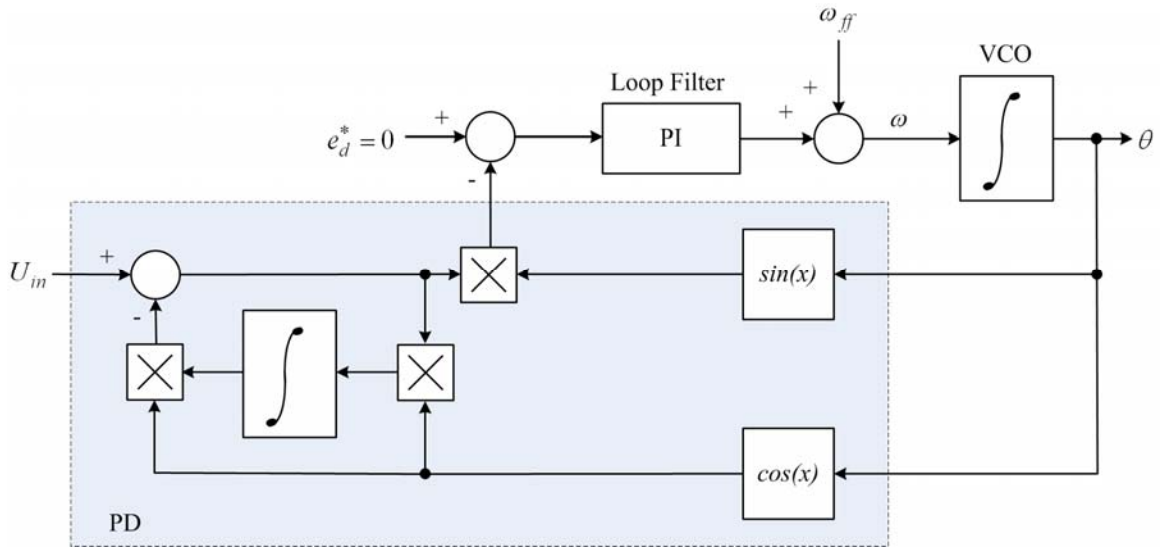 ω_ff
VCO
Loop Filter
+
+
+
e_d^* = 0
PI
ω
∫
θ
-
U_in
+
×
sin(x)
-
×
∫
×
cos(x)
PD